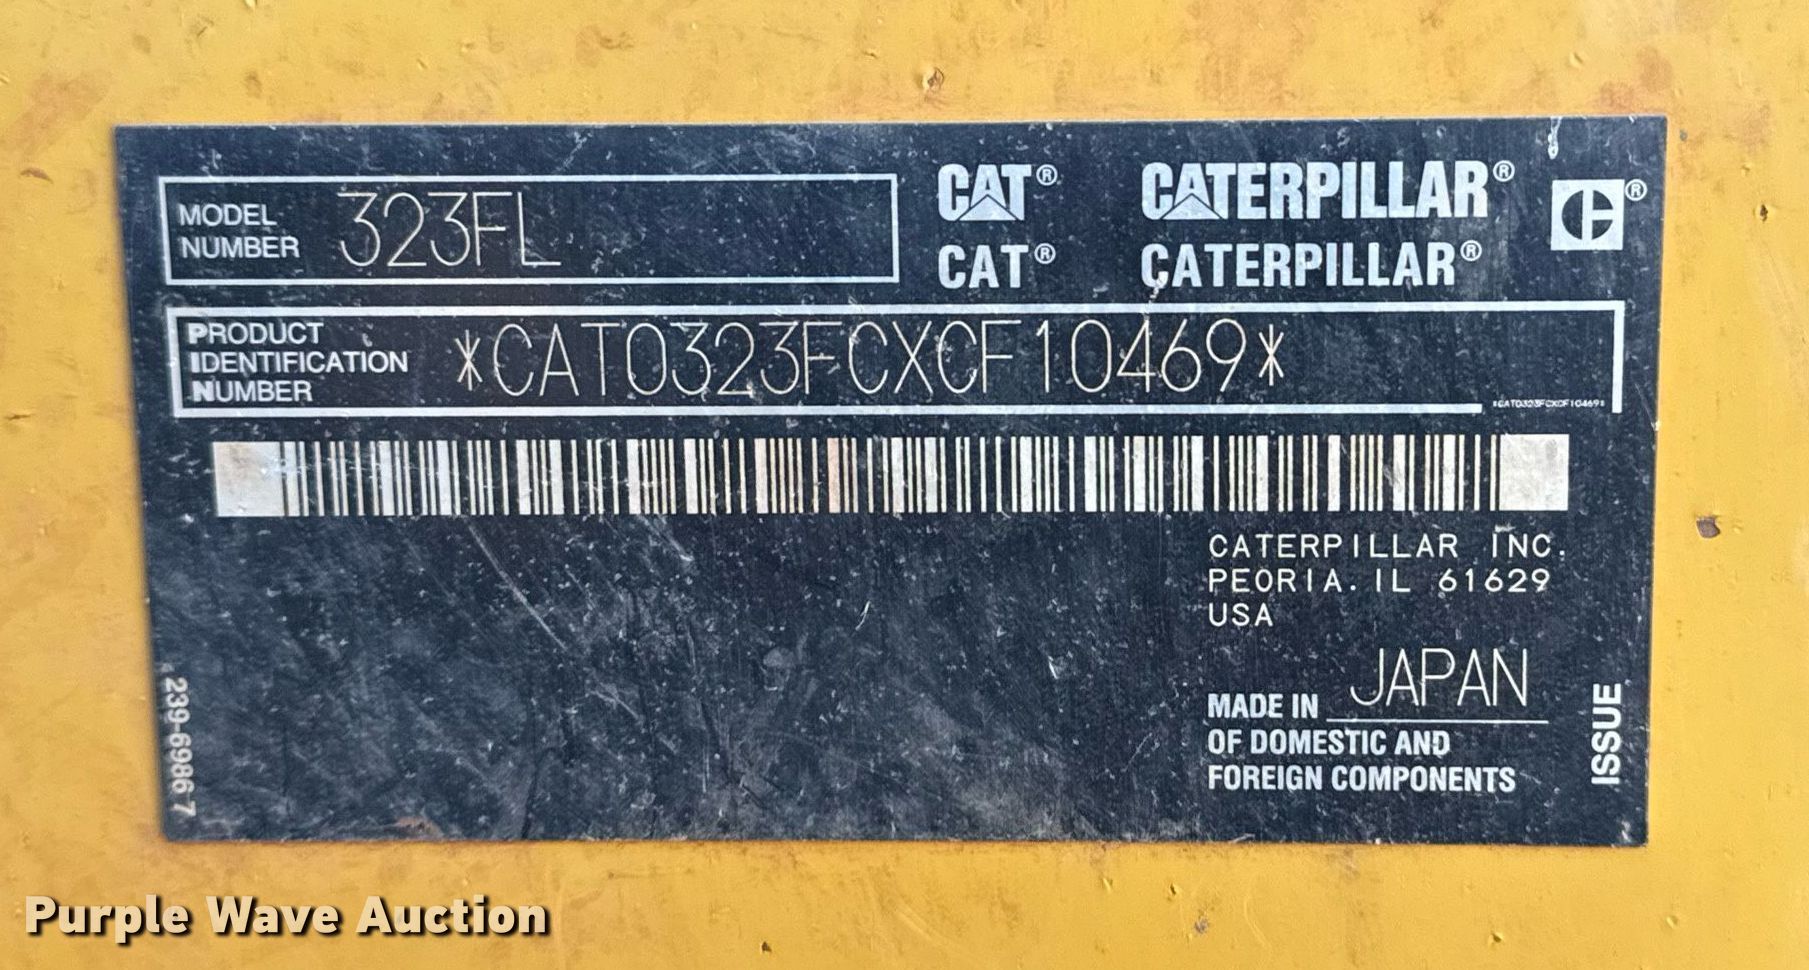 MODEL
NUMBER
323FL
CAT® CATERPILLAR®
CAT® CATERPILLAR®
PRODUCT
IDENTIFICATION
NUMBER
*CAT0323FCXCF10469*
*CAT0323FCXCF10469*
CATERPILLAR INC.
PEORIA. IL 61629
USA
MADE IN JAPAN
OF DOMESTIC AND
FOREIGN COMPONENTS
ISSUE
239-6986 7
Purple Wave Auction